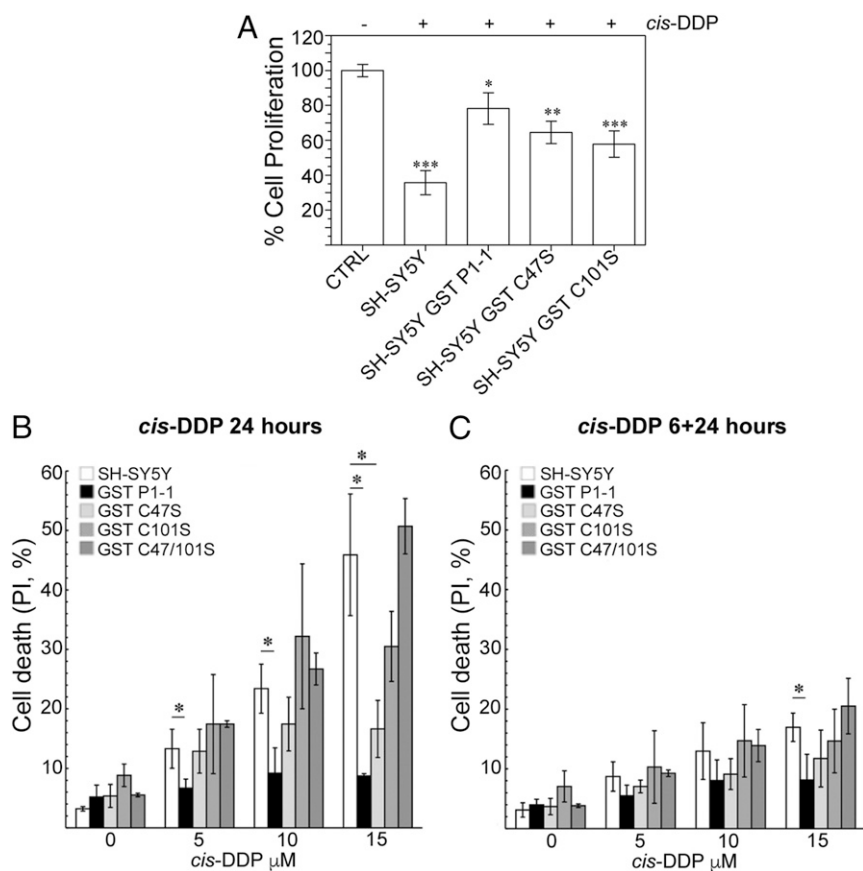 A
- + + + + cis-DDP
% Cell Proliferation
120
100
80
60
40
20
***
*
**
***
CTRL
SH-SY5Y
SH-SY5Y GST P1-1
SH-SY5Y GST C47S
SH-SY5Y GST C101S
B
cis-DDP 24 hours
Cell death (PI, %)
60
50
40
30
20
10
SH-SY5Y
GST P1-1
GST C47S
GST C101S
GST C47/101S
*
*
*
*
0 5 10 15
cis-DDP μM
C
cis-DDP 6+24 hours
Cell death (PI, %)
60
50
40
30
20
10
SH-SY5Y
GST P1-1
GST C47S
GST C101S
GST C47/101S
*
0 5 10 15
cis-DDP μM